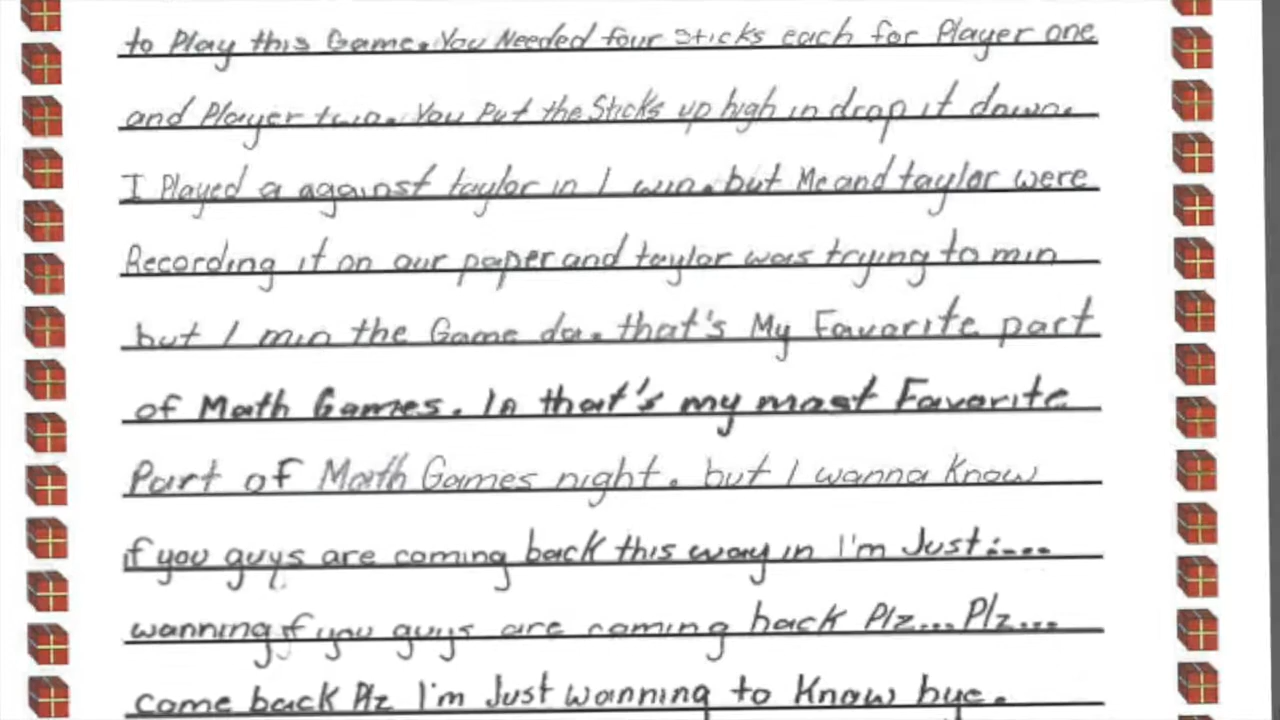 to Play this Game. You Needed four Sticks each for Player one
and Player two. You Put the Sticks up high in drop it down.
I Played a against taylor in I win. but Me and taylor were
Recording it on our paper and taylor was trying to min
but I min the Game da. that's My Favorite part
of Math Games. In that's my most Favorite
Part of Math Games night. but I wanna Know
if you guys are coming back this way in I'm Just:...
wanning if you guys are coming back Plz... Plz...
come back Plz I'm Just wanning to Know bye.